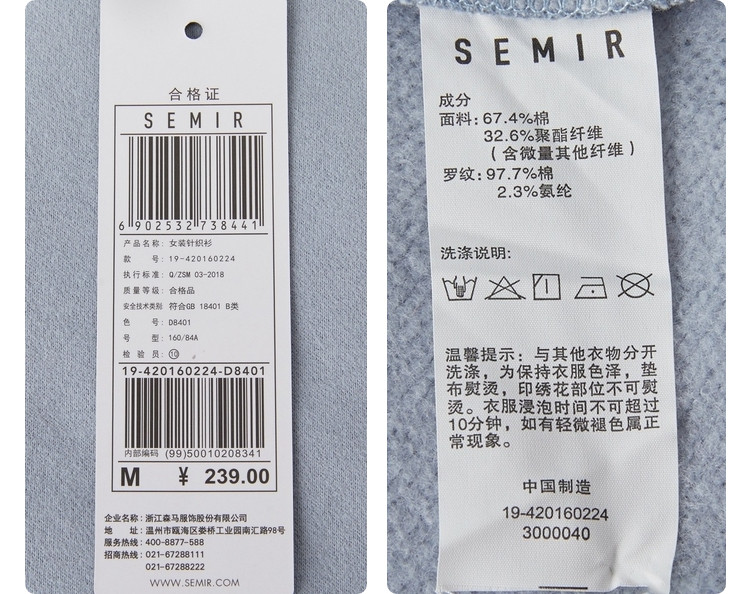 合格证
SEMIR
6 902532 738441
产品名称: 女装针织衫
款 号: 19-420160224
执行标准: Q/ZSM 03-2018
质量等级: 合格品
安全技术类别: 符合GB 18401 B类
色 号: D8401
号 型: 160/84A
检 验 员: ⑩
19-420160224-D8401
内部编码 (99)50010208341
M ¥ 239.00
企业名称: 浙江森马服饰股份有限公司
地 址: 温州市瓯海区娄桥工业园南汇路98号
服务热线: 400-8877-588
招商热线: 021-67288111
021-67288222
WWW.SEMIR.COM
SEMIR
成分
面料: 67.4%棉
32.6%聚酯纤维
(含微量其他纤维)
罗纹: 97.7%棉
2.3%氨纶
洗涤说明:
温馨提示: 与其他衣物分开
洗涤, 为保持衣服色泽, 垫
布熨烫, 印绣花部位不可熨
烫。衣服浸泡时间不可超过
10分钟, 如有轻微褪色属正
常现象。
中国制造
19-420160224
3000040